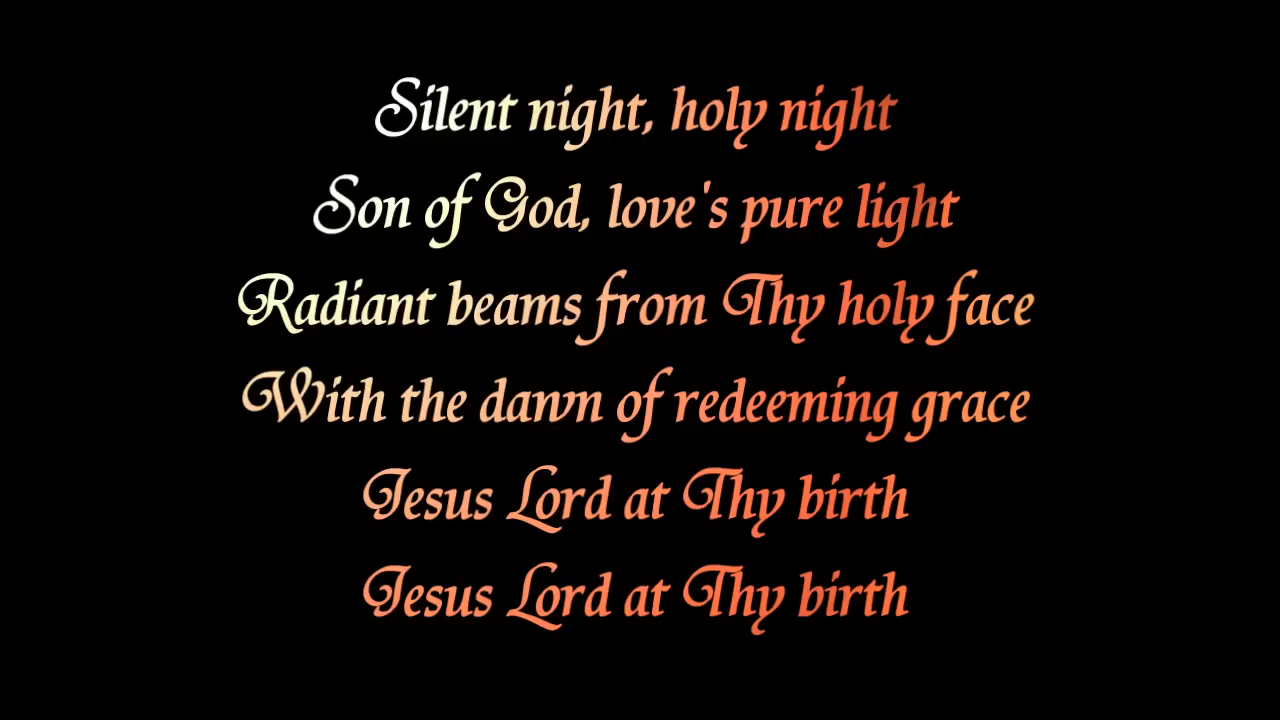 Silent night, holy night
Son of God, love's pure light
Radiant beams from Thy holy face
With the dawn of redeeming grace
Jesus Lord at Thy birth
Jesus Lord at Thy birth